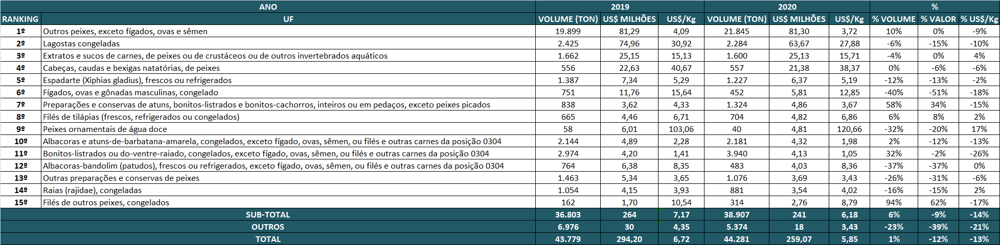 ANO 2019 2020 %
RANKING UF VOLUME (TON) US$ MILHÕES US$/Kg VOLUME (TON) US$ MILHÕES US$/Kg % VOLUME % VALOR % US$/Kg
1º Outros peixes, exceto fígados, ovas e sêmen 19.899 81,29 4,09 21.845 81,30 3,72 10% 0% -9%
2º Lagostas congeladas 2.425 74,96 30,92 2.284 63,67 27,88 -6% -15% -10%
3º Extratos e sucos de carnes, de peixes ou de crustáceos ou de outros invertebrados aquáticos 1.662 25,15 15,13 1.600 25,13 15,71 -4% 0% 4%
4º Cabeças, caudas e bexigas natatórias, de peixes 556 22,63 40,67 557 21,38 38,37 0% -6% -6%
5º Espadarte (Xiphias gladius), frescos ou refrigerados 1.387 7,34 5,29 1.227 6,37 5,19 -12% -13% -2%
6º Fígados, ovas e gônadas masculinas, congelado 751 11,76 15,64 452 5,81 12,85 -40% -51% -18%
7º Preparações e conservas de atuns, bonitos-listrados e bonitos-cachorros, inteiros ou em pedaços, exceto peixes picados 838 3,62 4,33 1.324 4,86 3,67 58% 34% -15%
8º Filés de tilápias (frescos, refrigerados ou congelados) 665 4,46 6,71 704 4,82 6,86 6% 8% 2%
9º Peixes ornamentais de água doce 58 6,01 103,06 40 4,81 120,66 -32% -20% 17%
10º Albacoras e atuns-de-barbatana-amarela, congelados, exceto fígado, ovas, sêmen, ou filés e outras carnes da posição 0304 2.144 4,89 2,28 2.181 4,32 1,98 2% -12% -13%
11º Bonitos-listrados ou do-ventre-raiado, congelados, exceto fígado, ovas, sêmen, ou filés e outras carnes da posição 0304 2.974 4,20 1,41 3.940 4,13 1,05 32% -2% -26%
12º Albacoras-bandolim (patudos), frescos ou refrigerados, exceto fígado, ovas, sêmen, ou filés e outras carnes da posição 0304 764 6,38 8,35 483 4,03 8,36 -37% -37% 0%
13º Outras preparações e conservas de peixes 1.463 5,34 3,65 1.076 3,69 3,43 -26% -31% -6%
14º Raias (rajidae), congeladas 1.054 4,15 3,93 881 3,54 4,02 -16% -15% 2%
15º Filés de outros peixes, congelados 162 1,70 10,54 314 2,76 8,79 94% 62% -17%
SUB-TOTAL 36.803 264 7,17 38.907 241 6,18 6% -9% -14%
OUTROS 6.976 30 4,35 5.374 18 3,43 -23% -39% -21%
TOTAL 43.779 294,20 6,72 44.281 259,07 5,85 1% -12% -13%